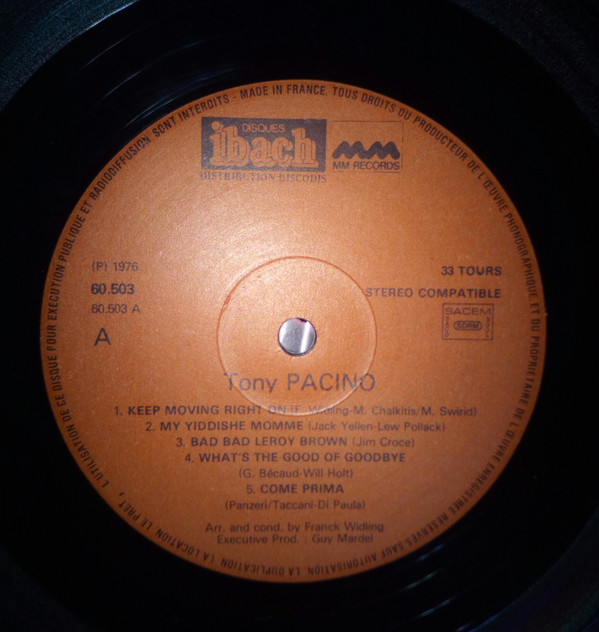 L'UTILISATION DE CE DISQUE POUR EXECUTION PUBLIQUE ET RADIODIFFUSION SONT INTERDITS - MADE IN FRANCE. TOUS DROITS DU PRODUCTEUR DE L'ŒUVRE PHONOGRAPHIQUE ET DU PROPRIETAIRE DE L'ŒUVRE ENREGISTREE RESERVES SAUF AUTORISATION. LA DUPLICATION, LA LOCATION, LE PRET,
DISQUES
ibach
DISTRIBUTION DISCODIS
MM
MM RECORDS
(P) 1976
60.503
60.503 A
A
33 TOURS
STEREO COMPATIBLE
SACEM
SDRM
Tony PACINO
1. KEEP MOVING RIGHT ON (F. Widling-M. Chalkitis/M. Swirid)
2. MY YIDDISHE MOMME (Jack Yellen-Lew Pollack)
3. BAD BAD LEROY BROWN (Jim Croce)
4. WHAT'S THE GOOD OF GOODBYE
(G. Bécaud-Will Holt)
5. COME PRIMA
(Panzeri/Taccani-Di Paula)
Arr. and cond. by Franck Widling
Executive Prod. : Guy Mardel